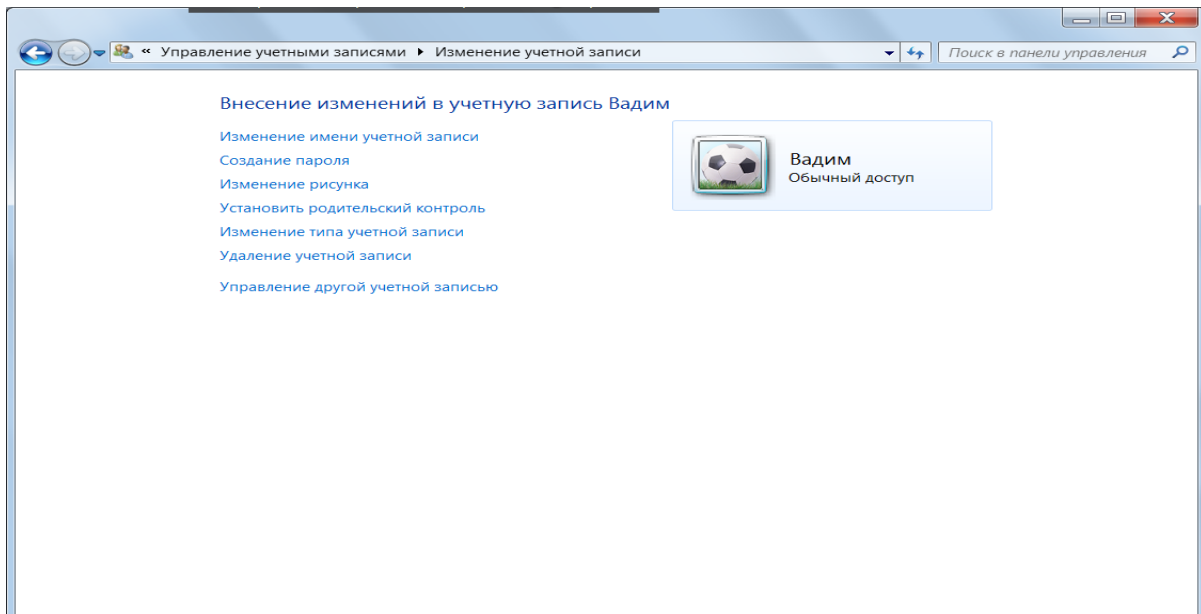 « Управление учетными записями ▸ Изменение учетной записи
Поиск в панели управления
Внесение изменений в учетную запись Вадим
Изменение имени учетной записи
Создание пароля
Изменение рисунка
Установить родительский контроль
Изменение типа учетной записи
Удаление учетной записи
Управление другой учетной записью
Вадим
Обычный доступ